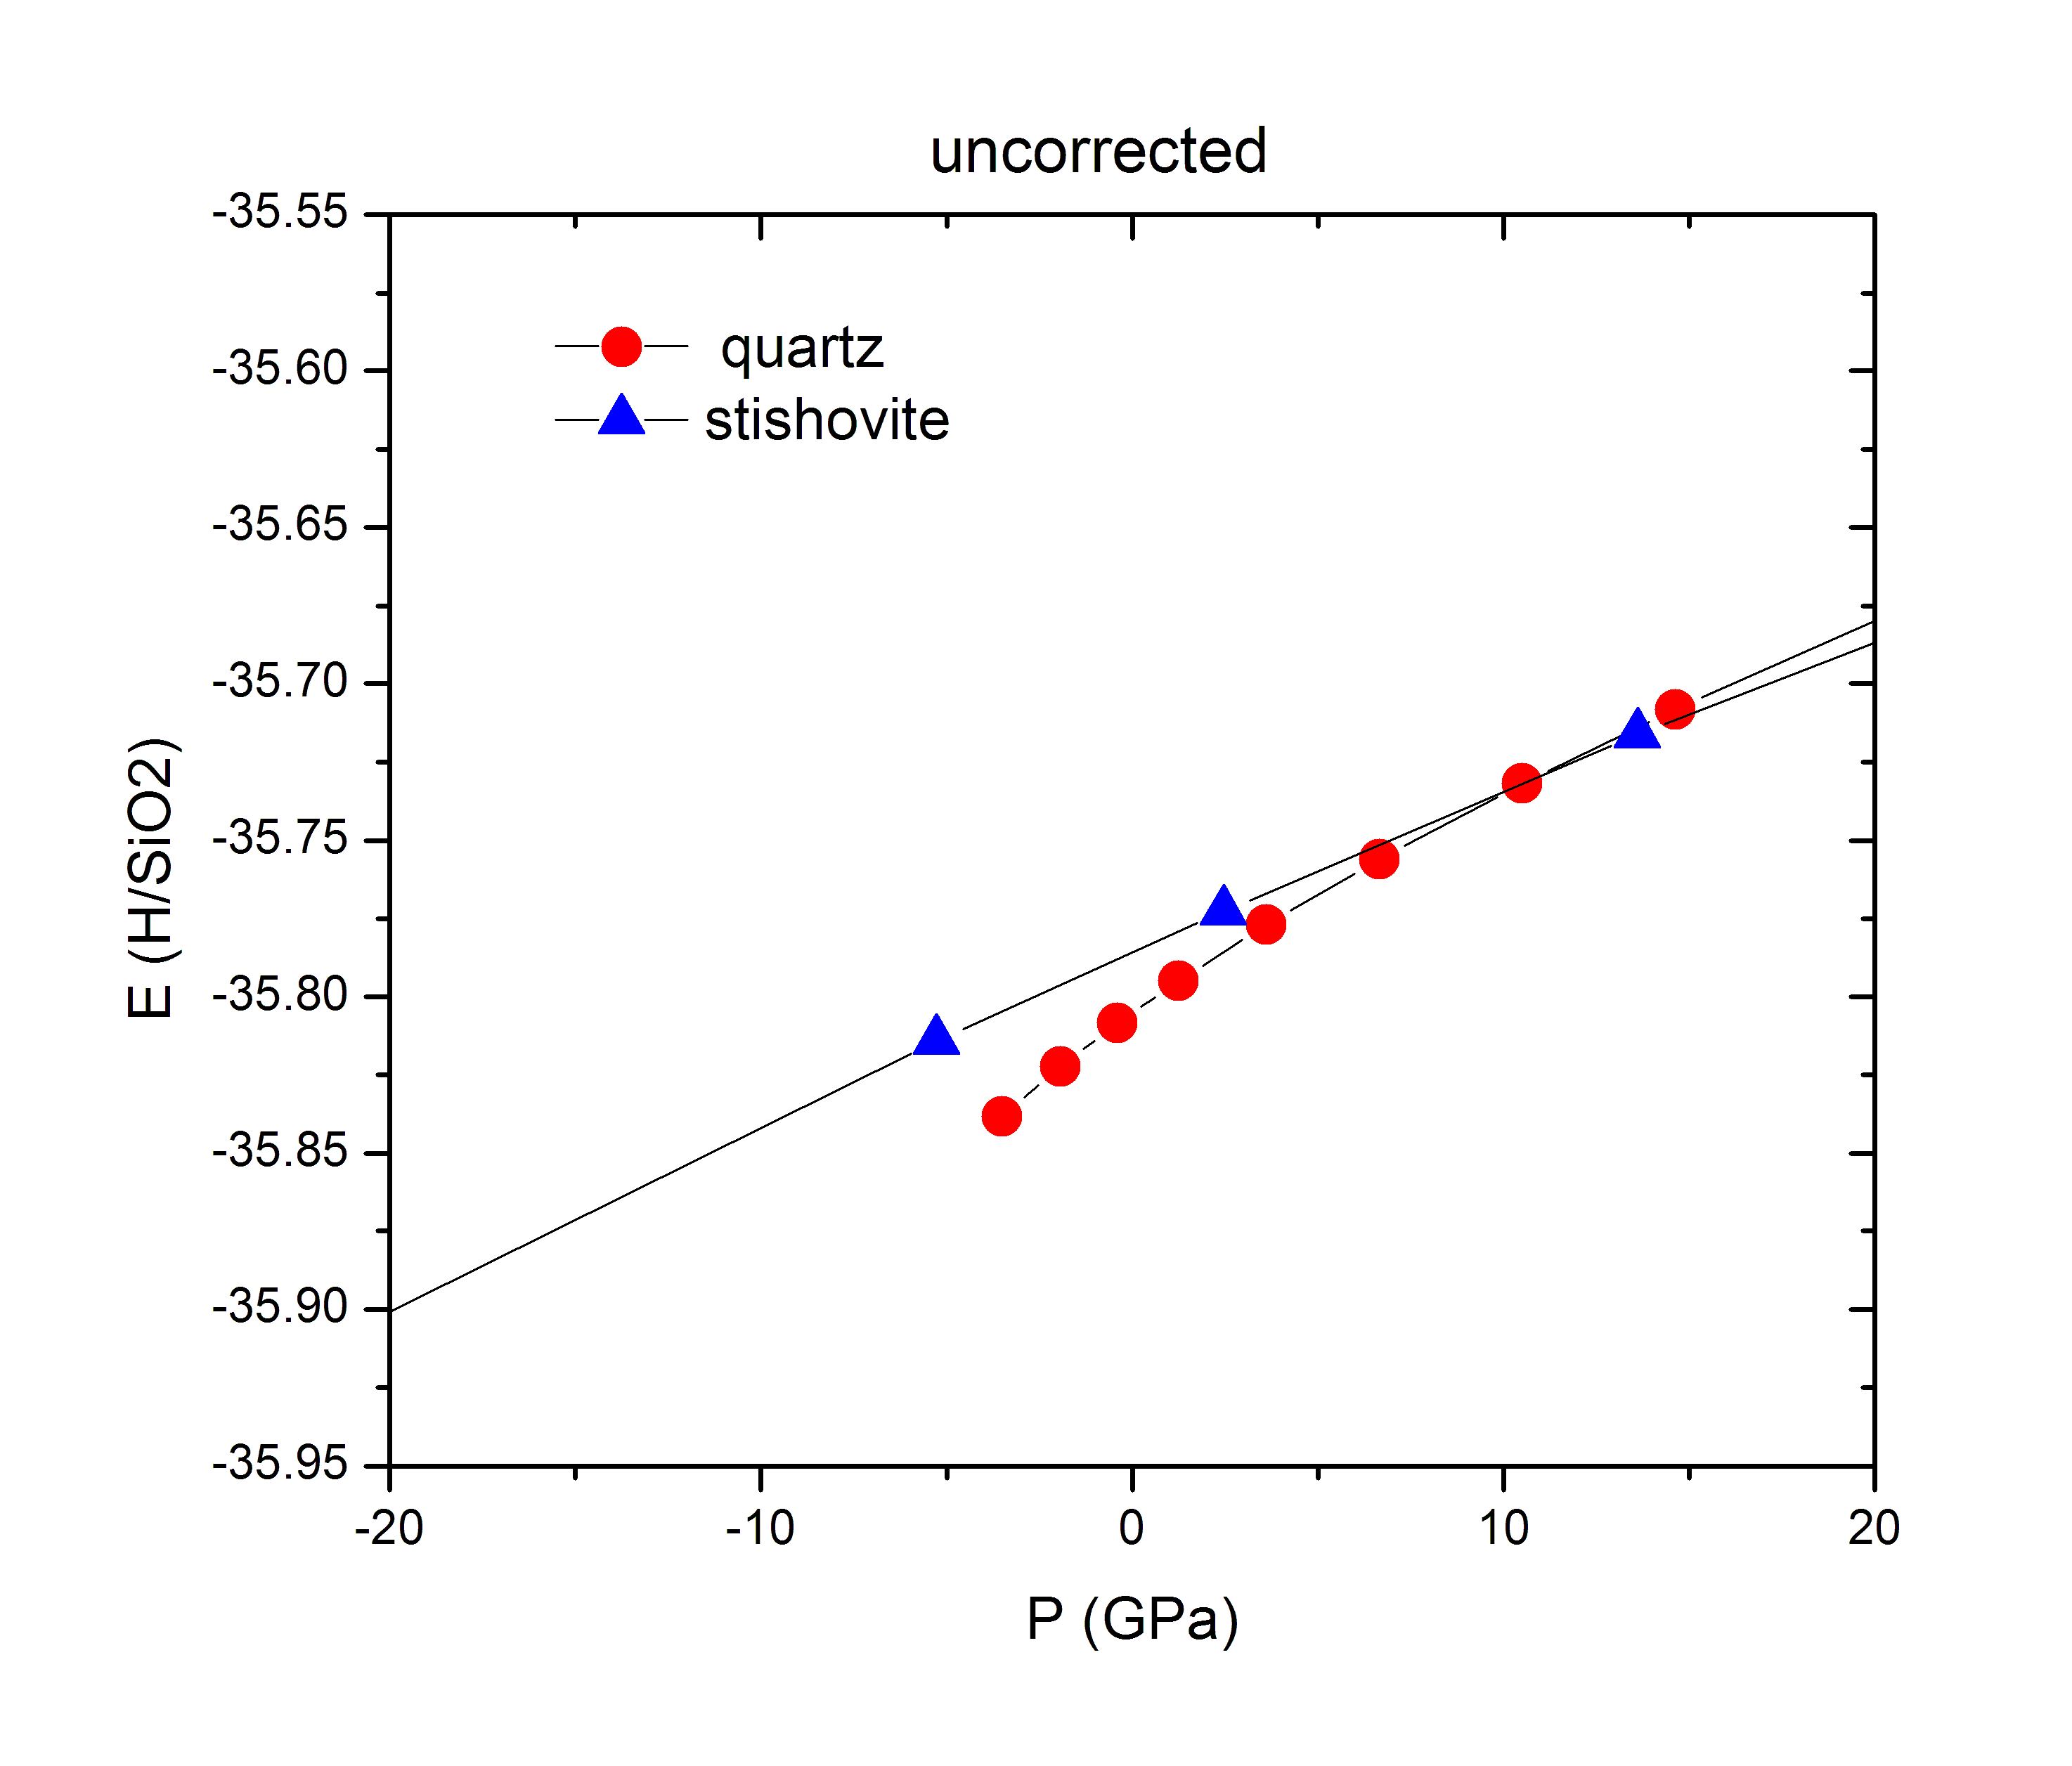 uncorrected
-35.55
-35.60
-35.65
-35.70
-35.75
-35.80
-35.85
-35.90
-35.95
E (H/SiO2)
quartz
stishovite
-20 -10 0 10 20
P (GPa)